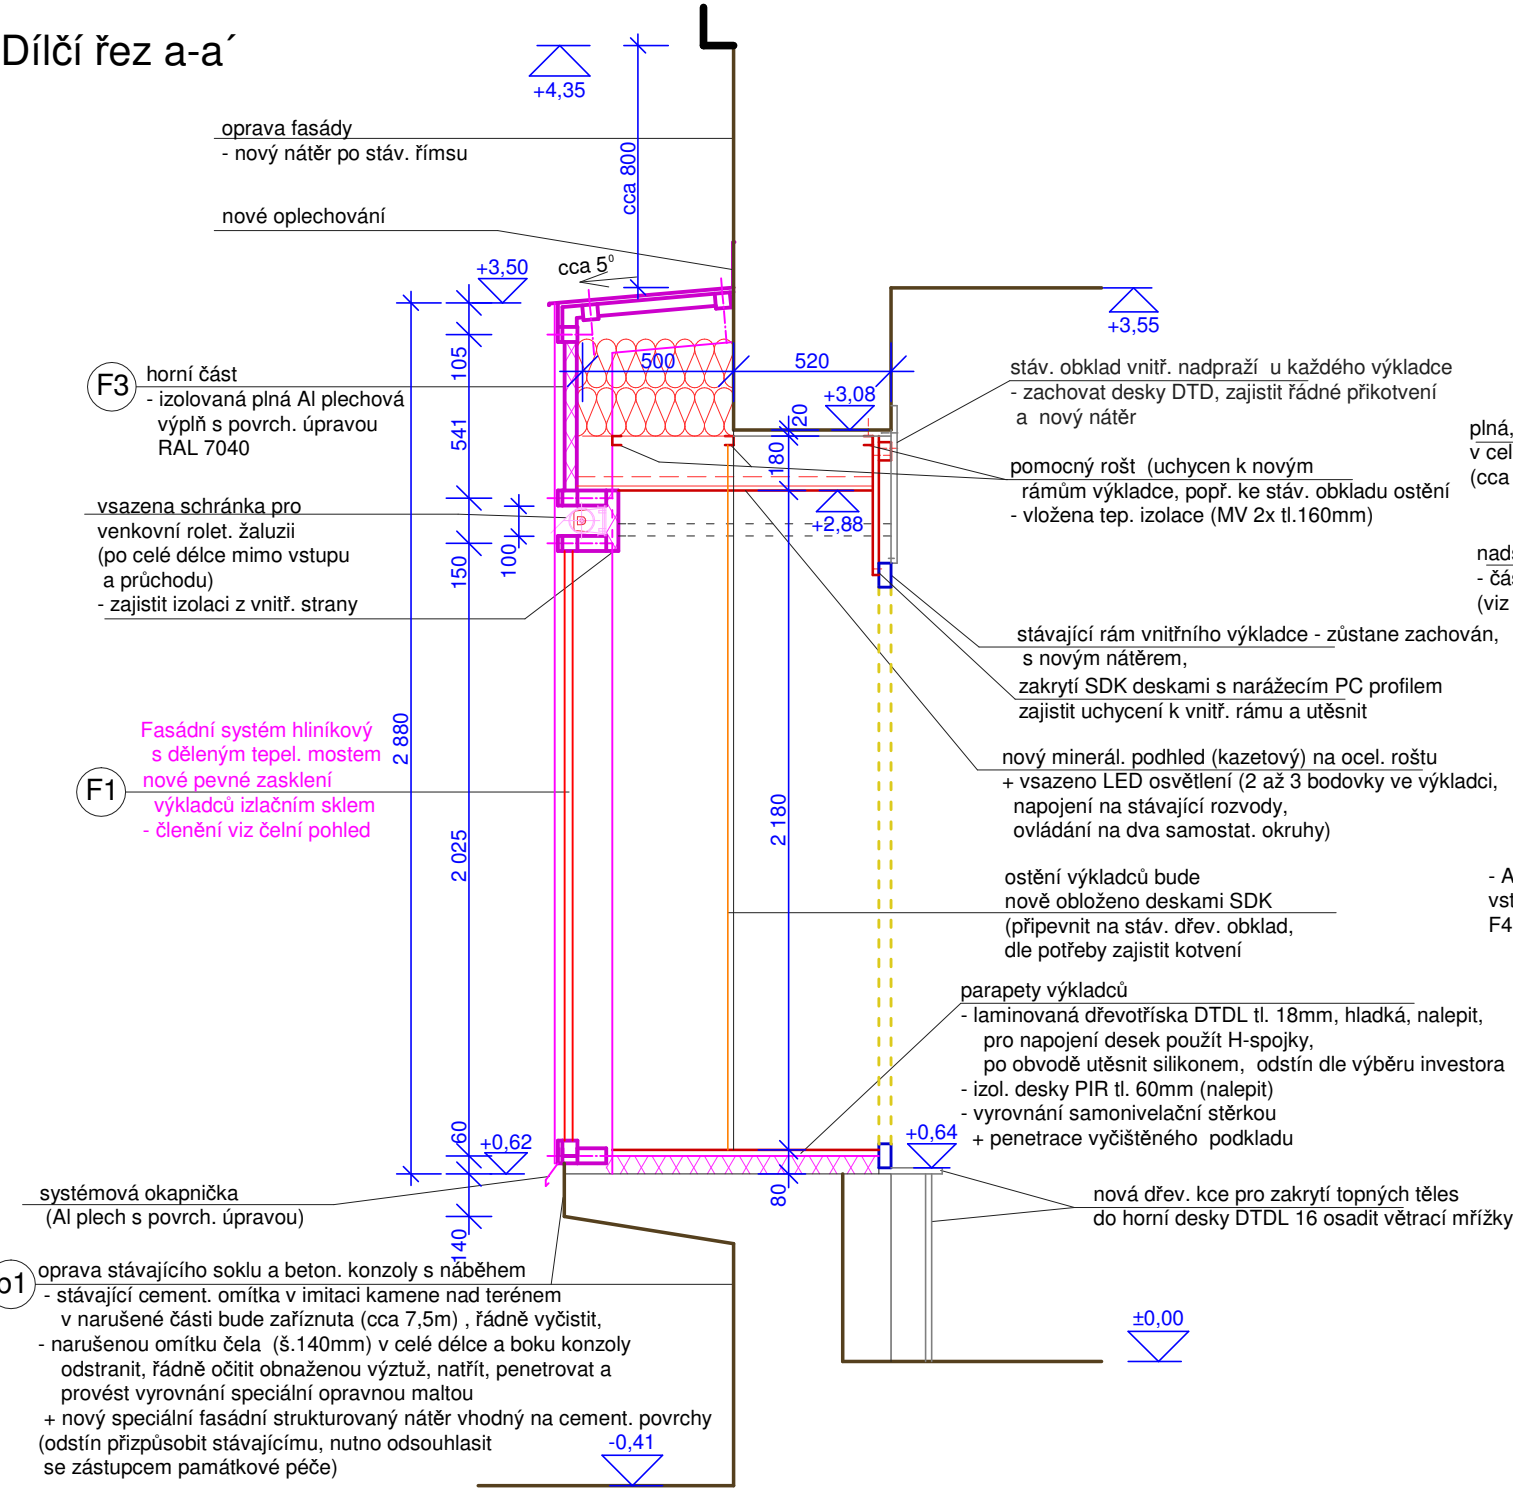 Dílčí řez a-a´
+4,35
oprava fasády
- nový nátěr po stáv. římsu
cca 800
nové oplechování
+3,50
cca 5⁰
+3,55
F3
horní část
- izolovaná plná Al plechová
výplň s povrch. úpravou
RAL 7040
105
541
500
520
+3,08
20
180
stáv. obklad vnitř. nadpraží u každého výkladce
- zachovat desky DTD, zajistit řádné přikotvení
a nový nátěr
plná,
v cel
(cca
pomocný rošt (uchycen k novým
rámům výkladce, popř. ke stáv. obkladu ostění
- vložena tep. izolace (MV 2x tl.160mm)
vsazena schránka pro
venkovní rolet. žaluzii
(po celé délce mimo vstupu
a průchodu)
- zajistit izolaci z vnitř. strany
150
100
+2,88
nads
- čás
(viz
stávající rám vnitřního výkladce - zůstane zachován,
s novým nátěrem,
zakrytí SDK deskami s narážecím PC profilem
zajistit uchycení k vnitř. rámu a utěsnit
F1
Fasádní systém hliníkový
s děleným tepel. mostem
nové pevné zasklení
výkladců izlačním sklem
- členění viz čelní pohled
2 880
2 025
2 180
nový minerál. podhled (kazetový) na ocel. roštu
+ vsazeno LED osvětlení (2 až 3 bodovky ve výkladci,
napojení na stávající rozvody,
ovládání na dva samostat. okruhy)
ostění výkladců bude
nově obloženo deskami SDK
(připevnit na stáv. dřev. obklad,
dle potřeby zajistit kotvení
- A
vst
F4
parapety výkladců
- laminovaná dřevotříska DTDL tl. 18mm, hladká, nalepit,
pro napojení desek použít H-spojky,
po obvodě utěsnit silikonem, odstín dle výběru investora
- izol. desky PIR tl. 60mm (nalepit)
- vyrovnání samonivelační stěrkou
+ penetrace vyčištěného podkladu
60
+0,62
+0,64
80
140
systémová okapnička
(Al plech s povrch. úpravou)
nová dřev. kce pro zakrytí topných těles
do horní desky DTDL 16 osadit větrací mřížky
b1
oprava stávajícího soklu a beton. konzoly s náběhem
- stávající cement. omítka v imitaci kamene nad terénem
v narušené části bude zaříznuta (cca 7,5m) , řádně vyčistit,
- narušenou omítku čela (š.140mm) v celé délce a boku konzoly
odstranit, řádně očitit obnaženou výztuž, natřít, penetrovat a
provést vyrovnání speciální opravnou maltou
+ nový speciální fasádní strukturovaný nátěr vhodný na cement. povrchy
(odstín přizpůsobit stávajícímu, nutno odsouhlasit
se zástupcem památkové péče)
±0,00
-0,41